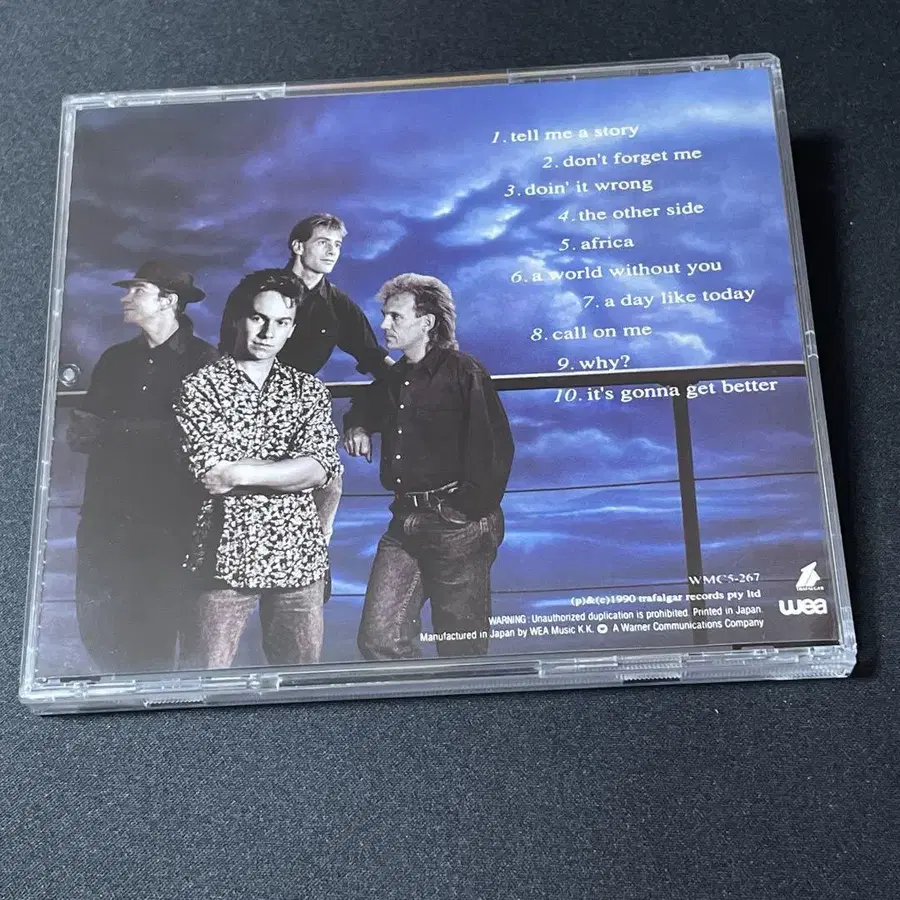 1. tell me a story
2. don't forget me
3. doin' it wrong
4. the other side
5. africa
6. a world without you
7. a day like today
8. call on me
9. why?
10. it's gonna get better
WMC5-267
TRAFALGAR
(p)&(c)1990 trafalgar records pty ltd
wea
WARNING: Unauthorized duplication is prohibited. Printed in Japan.
Manufactured in Japan by WEA Music K.K. A Warner Communications Company